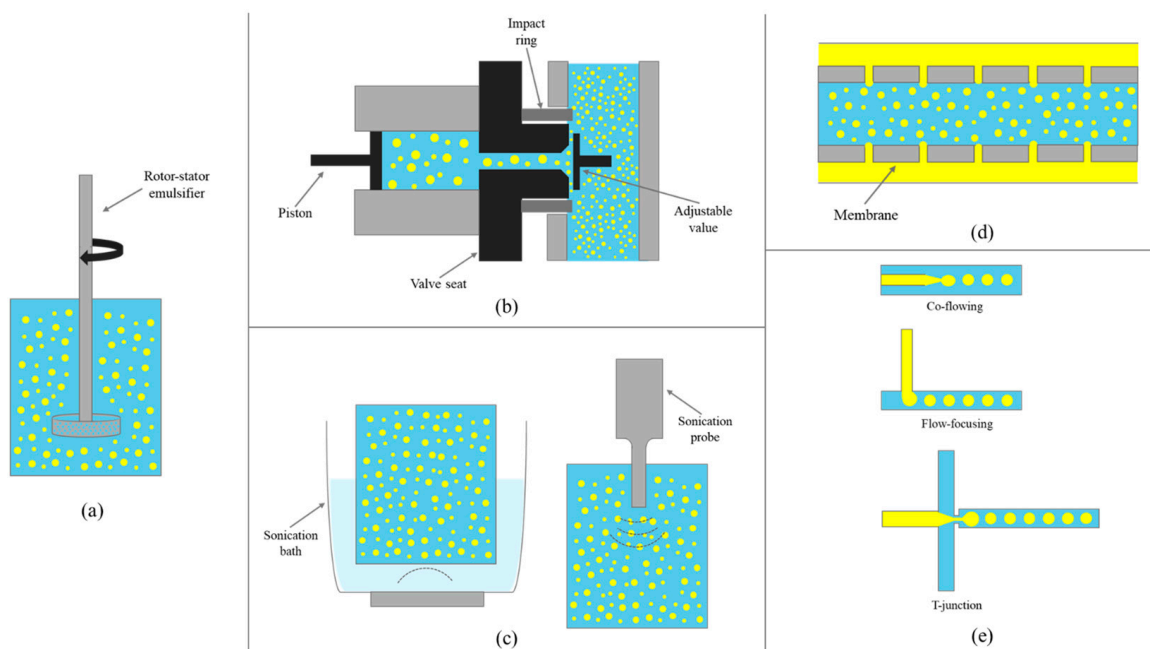 Rotor-stator
emulsifier
(a)
Impact
ring
Piston
Valve seat
Adjustable
value
(b)
Sonication
bath
Sonication
probe
(c)
Membrane
(d)
Co-flowing
Flow-focusing
T-junction
(e)